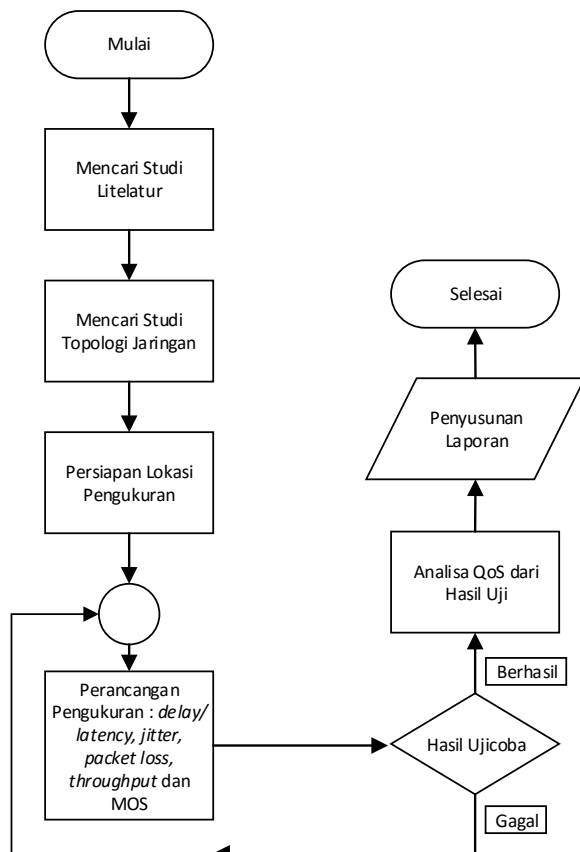 Mulai
Mencari Studi
Litelatur
Mencari Studi
Topologi Jaringan
Persiapan Lokasi
Pengukuran
Perancangan
Pengukuran : delay/
latency, jitter,
packet loss,
throughput dan
MOS
Hasil Ujicoba
Gagal
Berhasil
Analisa QoS dari
Hasil Uji
Penyusunan
Laporan
Selesai